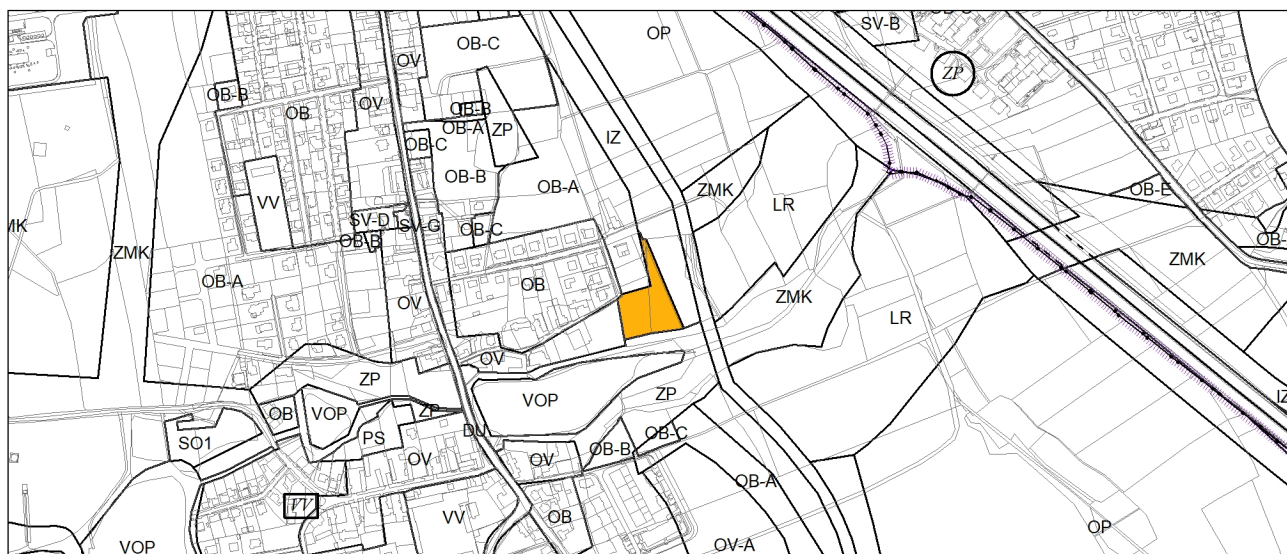 SV-B
OP
OV
OB-C
ZP
OB-B
OB
OV
OB-B
OB-A
ZP
OB-C
IZ
OB-B
OB-A
ZMK
LR
OB-E
VV
SV-D
SV-G
OB-C
OB-B
ZMK
OB-A
OV
OB
ZMK
ZMK
LR
OV
ZP
ZP
VOP
OB
VOP
ZP
PS
SO1
DU
OB-C
OB-B
OV
OV
OB-A
VV
VV
OB
OP
VOP
OV-A